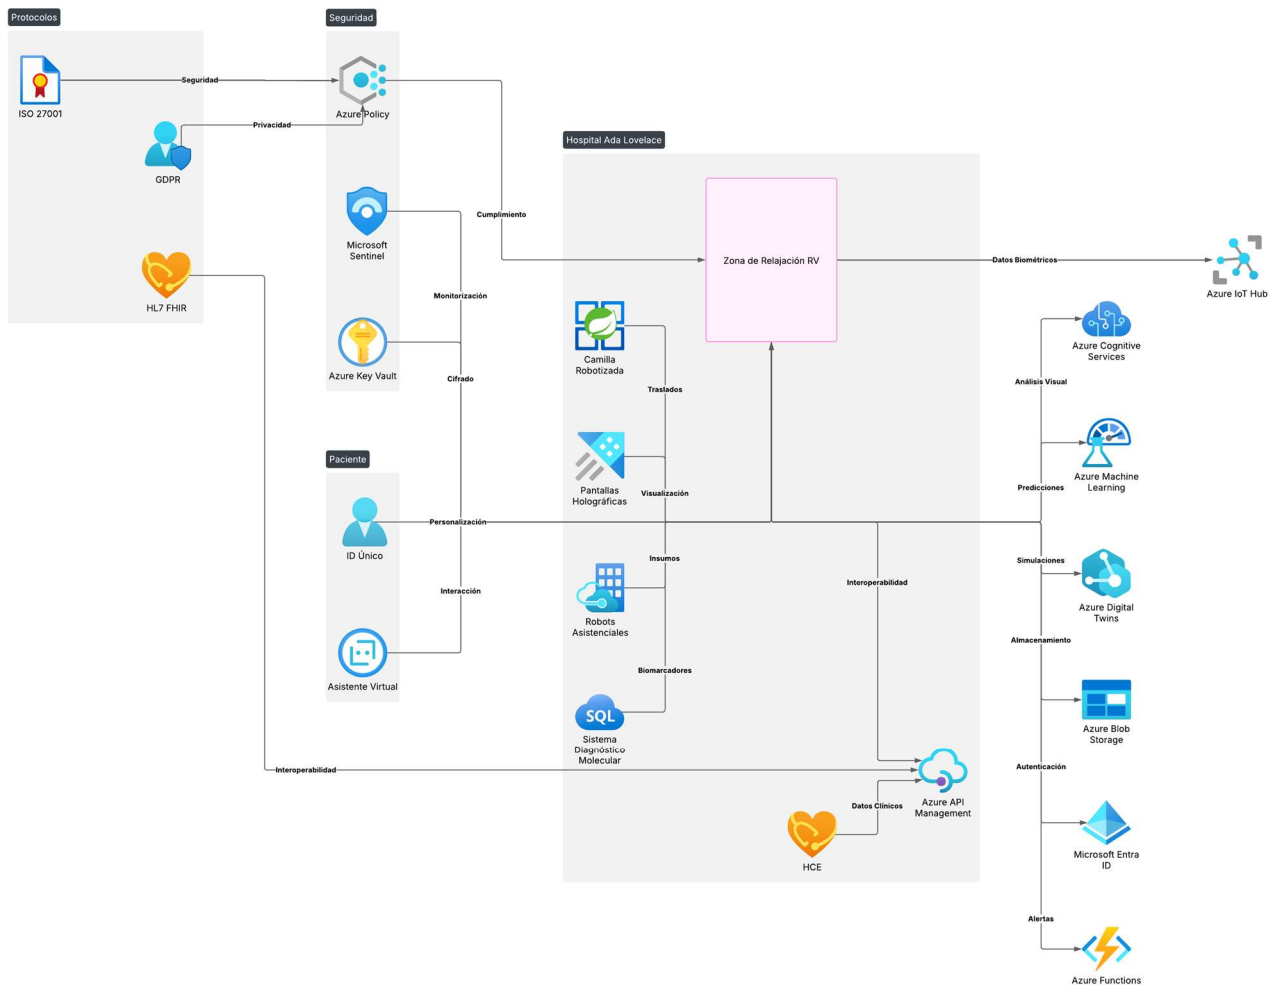 Protocolos
ISO 27001
Seguridad
GDPR
Privacidad
HL7 FHIR
Seguridad
Azure Policy
Microsoft
Sentinel
Azure Key Vault
Cumplimiento
Monitorización
Cifrado
Paciente
ID Único
Personalización
Interacción
Asistente Virtual
Interoperabilidad
Hospital Ada Lovelace
Zona de Relajación RV
Camilla
Robotizada
Traslados
Pantallas
Holográficas
Visualización
Insumos
Robots
Asistenciales
Biomarcadores
SQL
Sistema
Diagnóstico
Molecular
Interoperabilidad
Datos Clínicos
HCE
Azure API
Management
Datos Biométricos
Azure IoT Hub
Azure Cognitive
Services
Análisis Visual
Azure Machine
Learning
Predicciones
Simulaciones
Azure Digital
Twins
Almacenamiento
Azure Blob
Storage
Autenticación
Microsoft Entra
ID
Alertas
Azure Functions